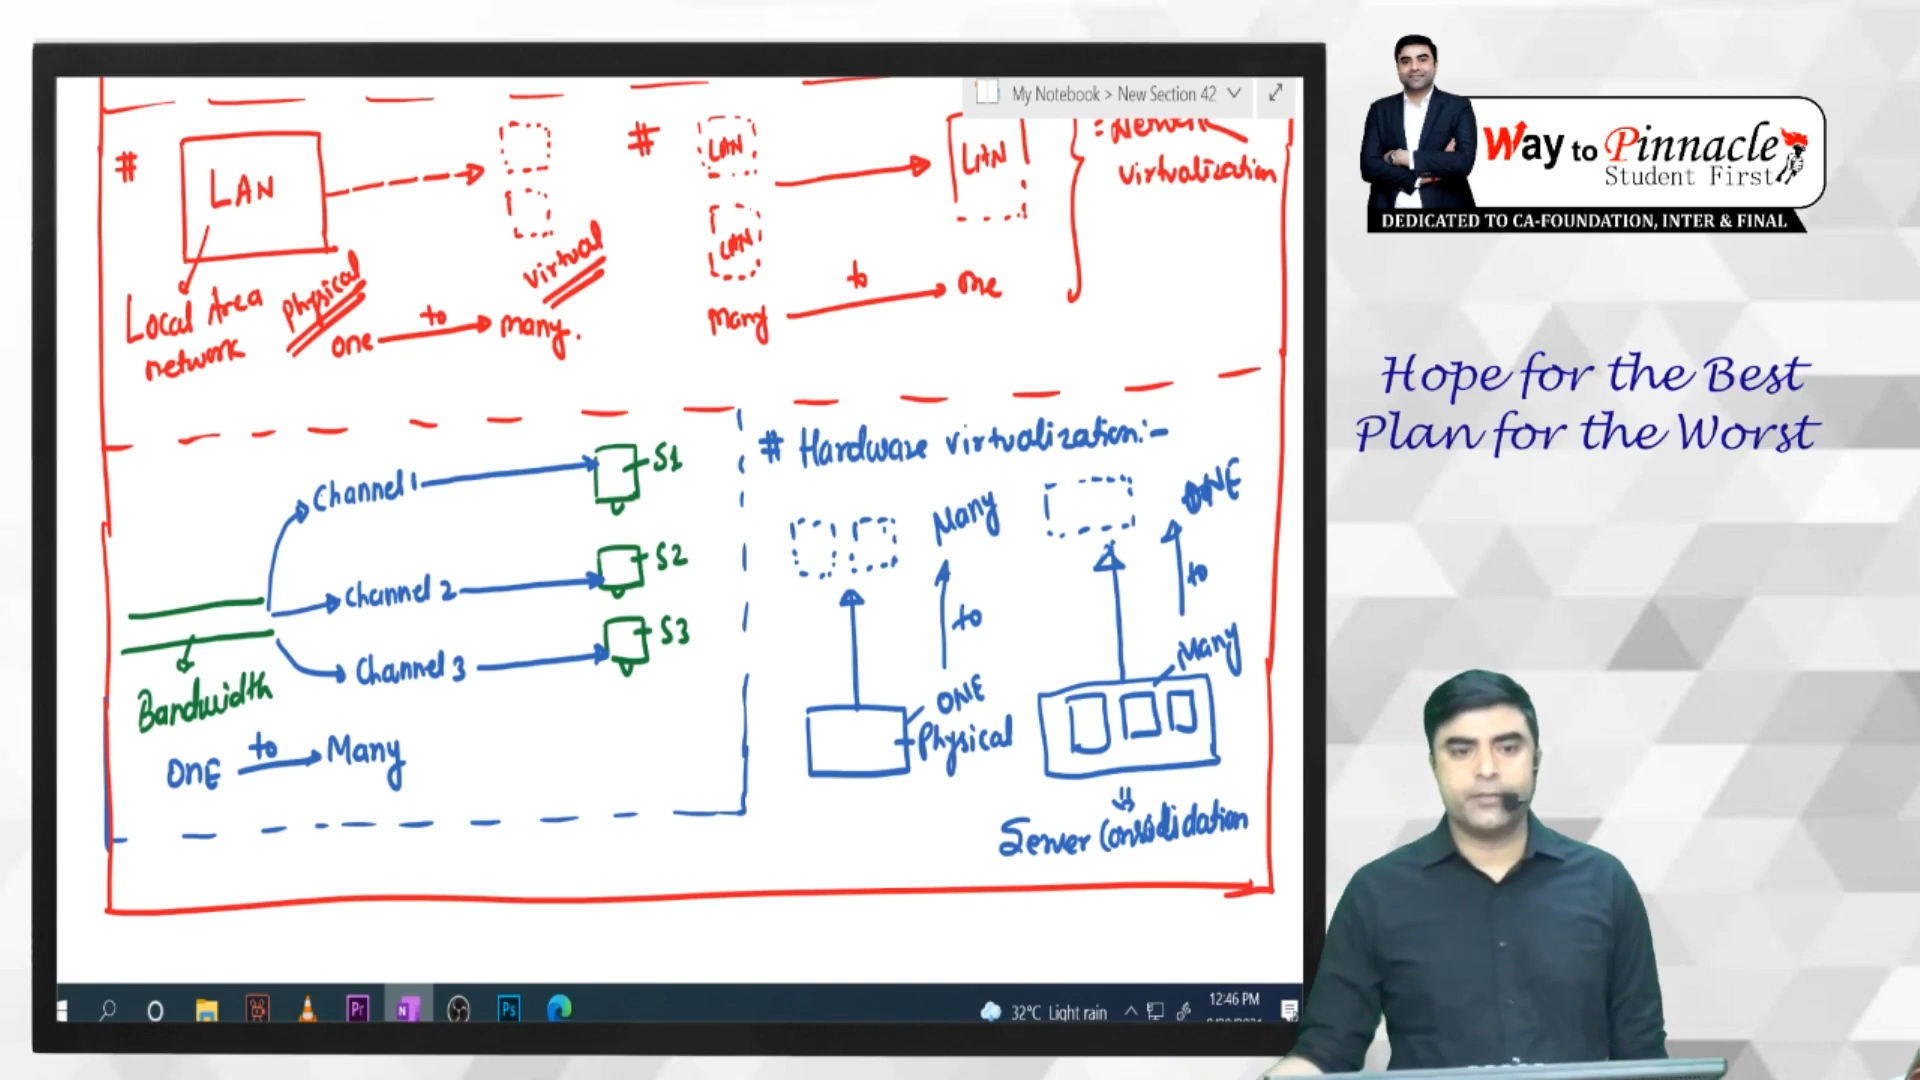 My Notebook > New Section 42
#
LAN
Local Area
network
physical
one to many.
virtual
#
LAN
LAN
LAN
many to one
: Network
virtualization
Channel 1
S1
Channel 2
S2
Channel 3
S3
Bandwidth
ONE to Many
# Hardware virtualization:-
Many
to
ONE
Physical
ONE
to
Many
Server Consolidation
32°C Light rain
12:46 PM
Pr
N
Ps
Way to Pinnacle
Student First
DEDICATED TO CA-FOUNDATION, INTER & FINAL
Hope for the Best
Plan for the Worst